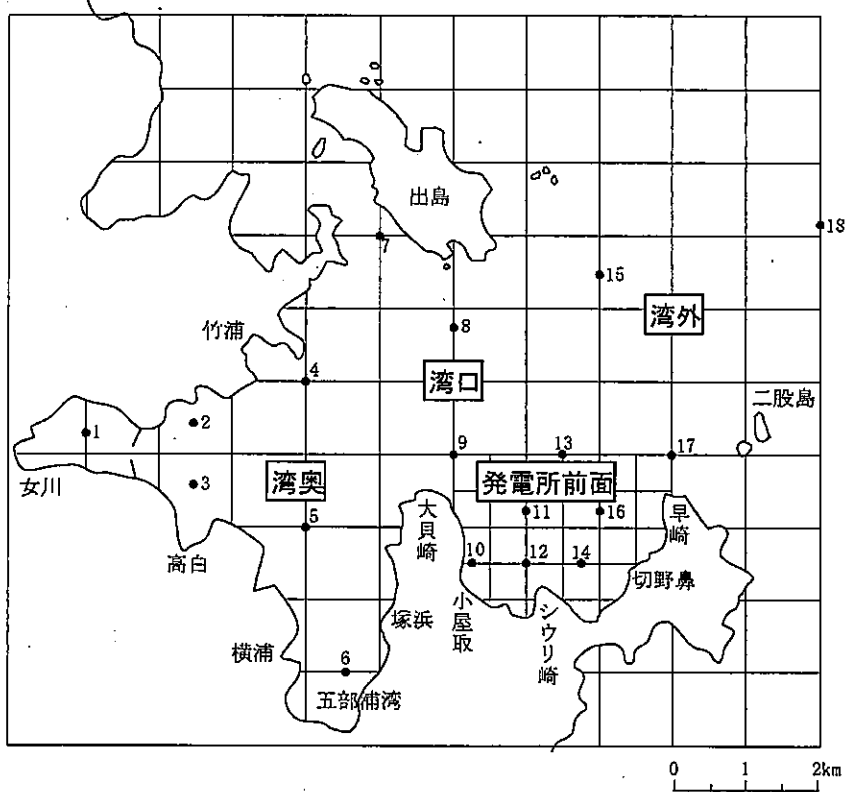 出島
18
7
15
湾外
竹浦
8
4
湾口
二股島
2
1
9
13
17
湾奥
発電所前面
女川
3
大貝崎
11
16
早崎
5
高白
10
12
14
切野鼻
小屋取
シウリ崎
塚浜
横浦
6
五部浦湾
0 1 2km